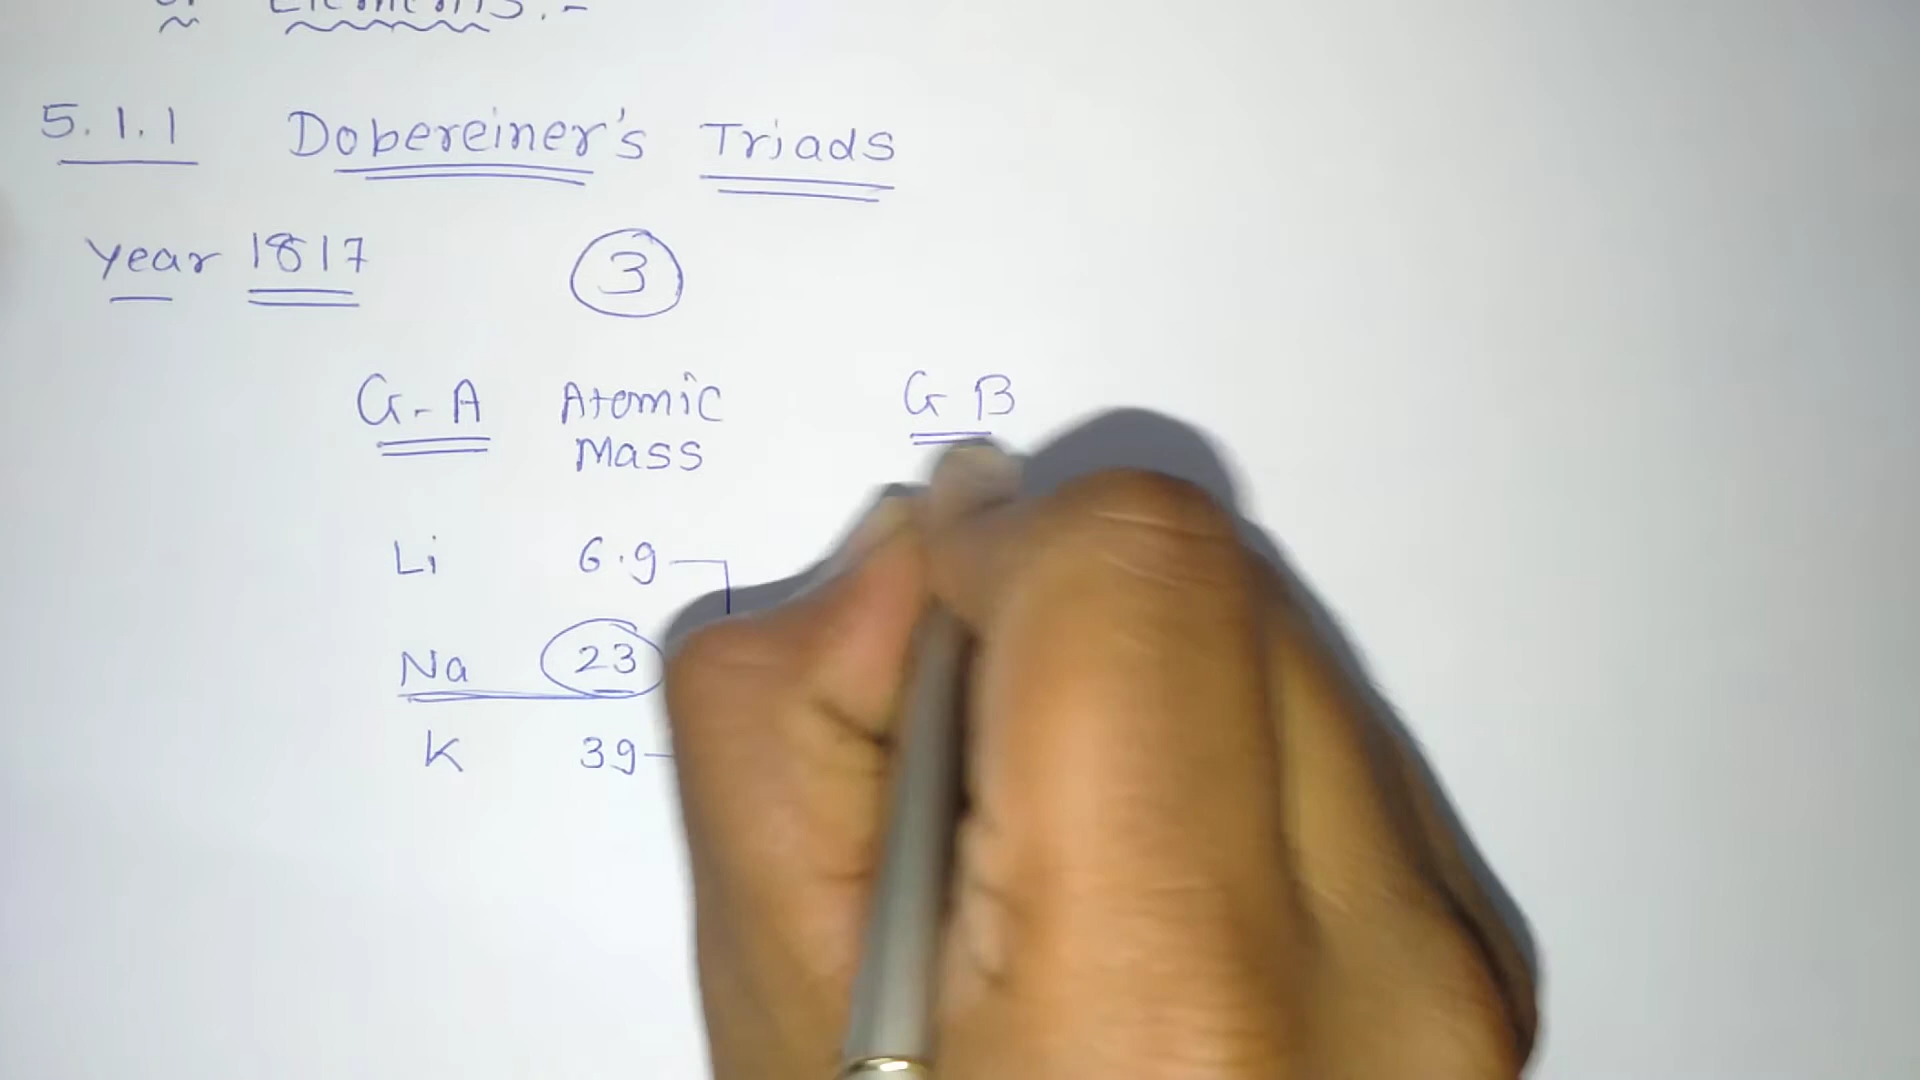 5.1.1 Dobereiner's Triads
Year 1817 3
G-A Atomic Mass G B
Li 6.9
Na 23
K 39